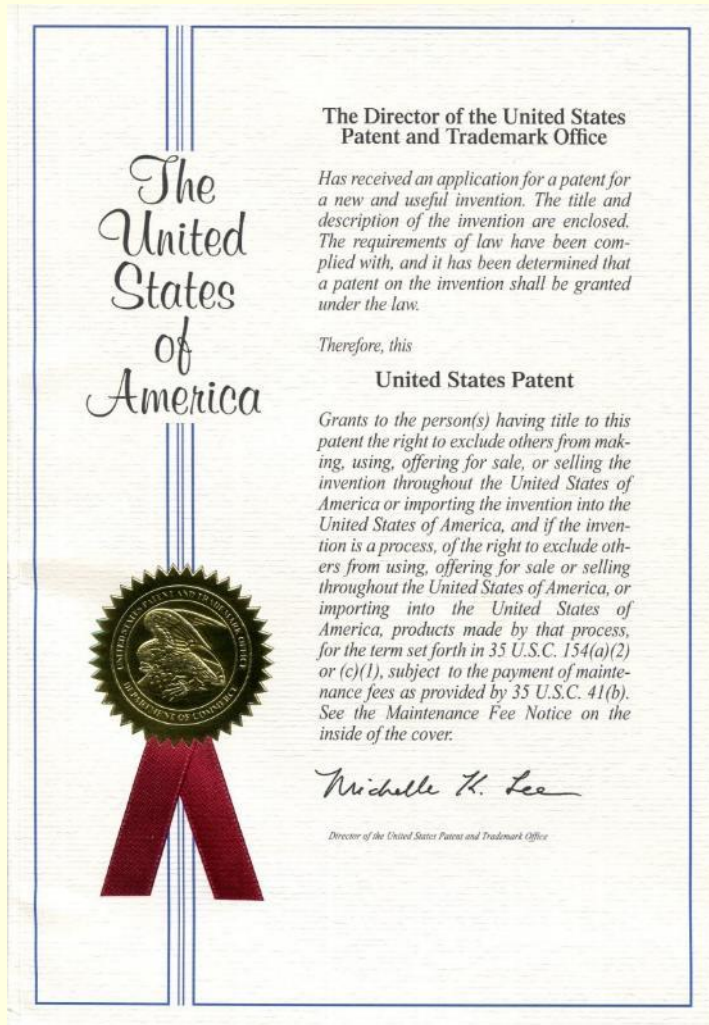 The
United
States
of
America
The Director of the United States
Patent and Trademark Office
Has received an application for a patent for
a new and useful invention. The title and
description of the invention are enclosed.
The requirements of law have been com-
plied with, and it has been determined that
a patent on the invention shall be granted
under the law.
Therefore, this
United States Patent
Grants to the person(s) having title to this
patent the right to exclude others from mak-
ing, using, offering for sale, or selling the
invention throughout the United States of
America or importing the invention into the
United States of America, and if the inven-
tion is a process, of the right to exclude oth-
ers from using, offering for sale or selling
throughout the United States of America, or
importing into the United States of
America, products made by that process,
for the term set forth in 35 U.S.C. 154(a)(2)
or (c)(1), subject to the payment of mainte-
nance fees as provided by 35 U.S.C. 41(b).
See the Maintenance Fee Notice on the
inside of the cover.
Michelle K. Lee
Director of the United States Patent and Trademark Office
UNITED STATES PATENT AND TRADEMARK OFFICE
DEPARTMENT OF COMMERCE